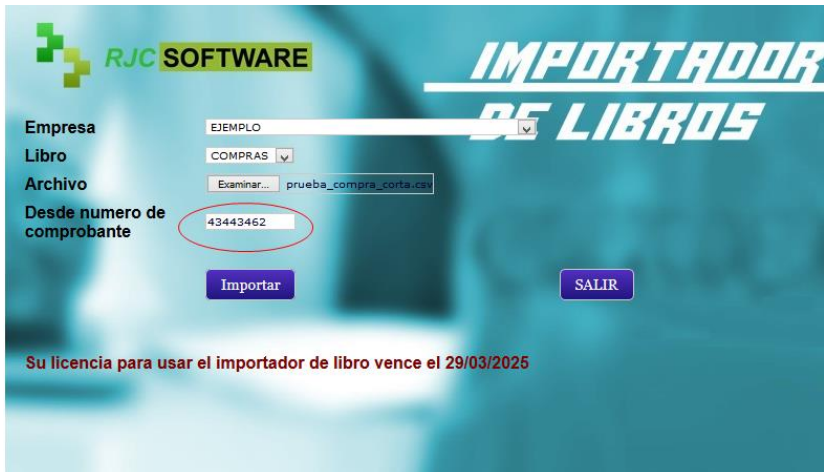 RJC SOFTWARE
IMPORTADOR
DE LIBROS
Empresa
EJEMPLO
Libro
COMPRAS
Archivo
Examinar... prueba_compra_corta.csv
Desde numero de
comprobante
43443462
Importar
SALIR
Su licencia para usar el importador de libro vence el 29/03/2025